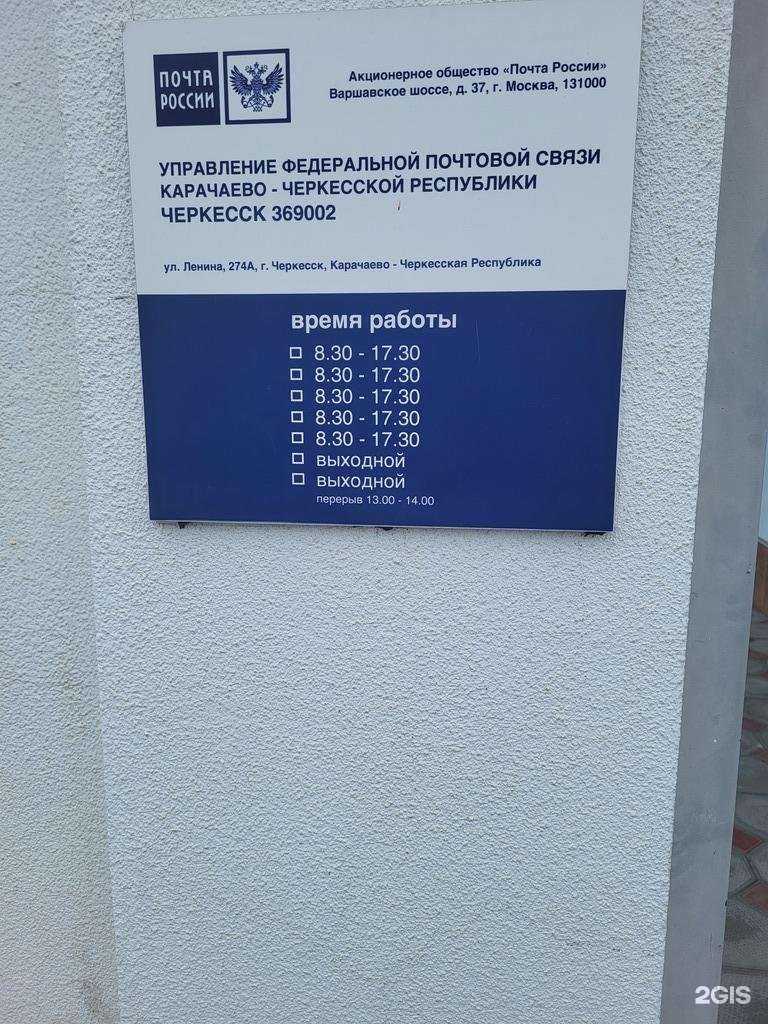 ПОЧТА
РОССИИ
Акционерное общество «Почта России»
Варшавское шоссе, д. 37, г. Москва, 131000
УПРАВЛЕНИЕ ФЕДЕРАЛЬНОЙ ПОЧТОВОЙ СВЯЗИ
КАРАЧАЕВО - ЧЕРКЕССКОЙ РЕСПУБЛИКИ
ЧЕРКЕССК 369002
ул. Ленина, 274А, г. Черкесск, Карачаево - Черкесская Республика
время работы
8.30 - 17.30
8.30 - 17.30
8.30 - 17.30
8.30 - 17.30
8.30 - 17.30
выходной
выходной
перерыв 13.00 - 14.00
2GIS